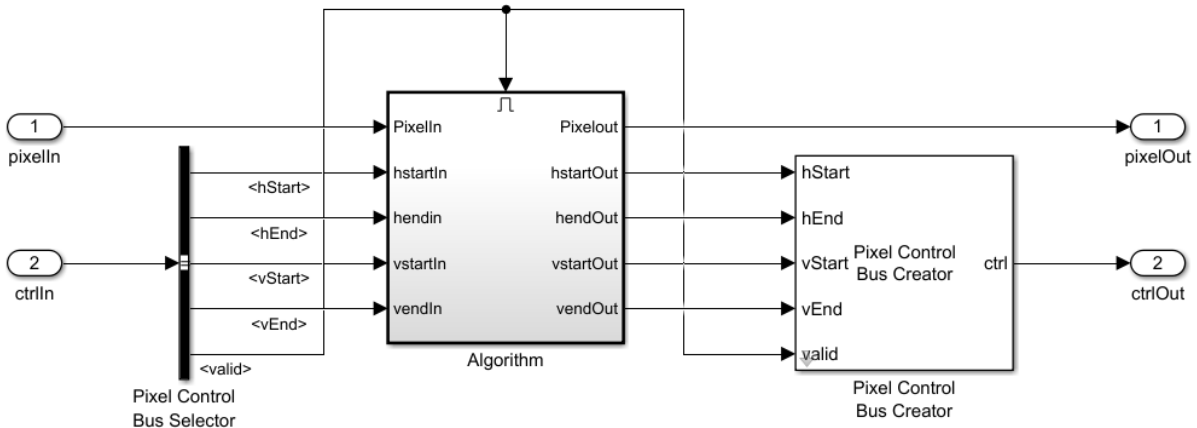 1
pixelIn
2
ctrlIn
<hStart>
<hEnd>
<vStart>
<vEnd>
<valid>
Pixel Control
Bus Selector
PixelIn
hstartIn
hendin
vstartIn
vendIn
Pixelout
hstartOut
hendOut
vstartOut
vendOut
Algorithm
hStart
hEnd
vStart
vEnd
valid
Pixel Control
Bus Creator
ctrl
Pixel Control
Bus Creator
1
pixelOut
2
ctrlOut